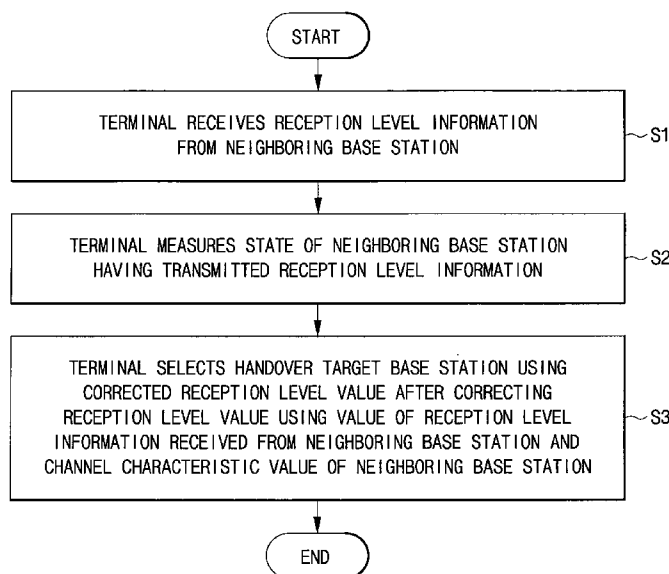 START
TERMINAL RECEIVES RECEPTION LEVEL INFORMATION
FROM NEIGHBORING BASE STATION
S1
TERMINAL MEASURES STATE OF NEIGHBORING BASE STATION
HAVING TRANSMITTED RECEPTION LEVEL INFORMATION
S2
TERMINAL SELECTS HANDOVER TARGET BASE STATION USING
CORRECTED RECEPTION LEVEL VALUE AFTER CORRECTING
RECEPTION LEVEL VALUE USING VALUE OF RECEPTION LEVEL
INFORMATION RECEIVED FROM NEIGHBORING BASE STATION AND
CHANNEL CHARACTERISTIC VALUE OF NEIGHBORING BASE STATION
S3
END